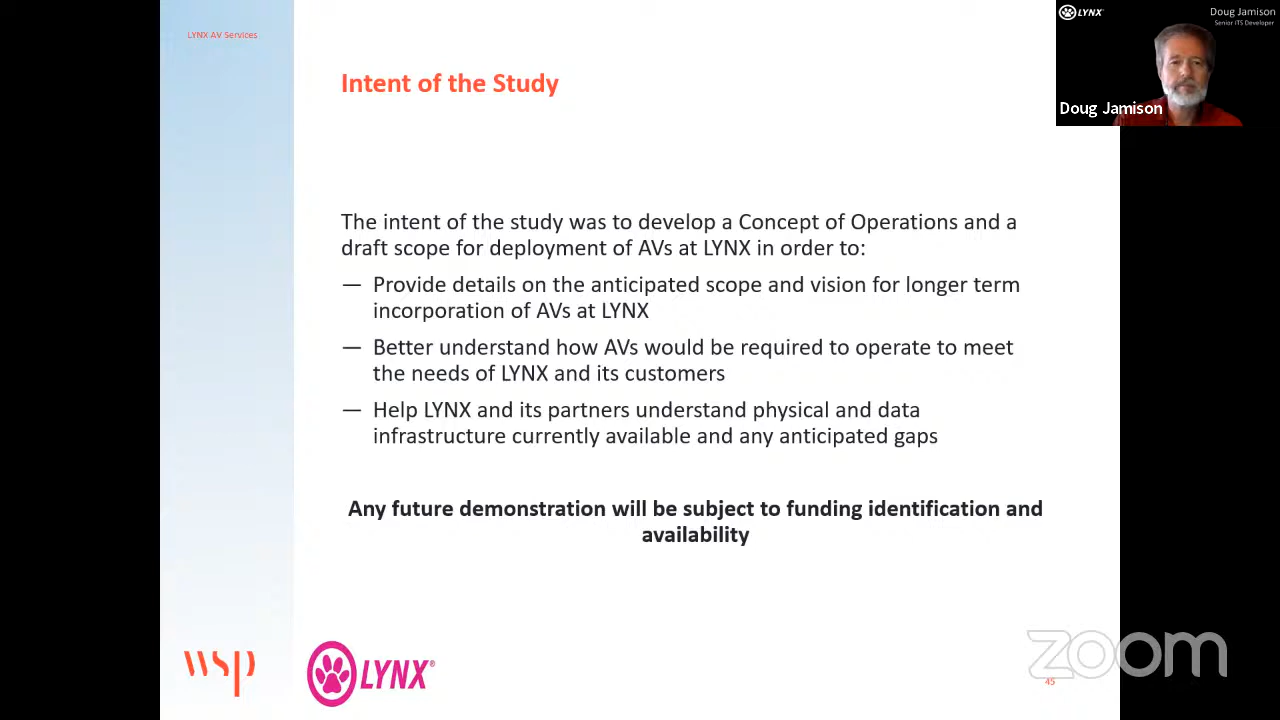 LYNX AV Services
LYNX
Doug Jamison
Senior ITS Developer
Doug Jamison
Intent of the Study
The intent of the study was to develop a Concept of Operations and a
draft scope for deployment of AVs at LYNX in order to:
— Provide details on the anticipated scope and vision for longer term
incorporation of AVs at LYNX
— Better understand how AVs would be required to operate to meet
the needs of LYNX and its customers
— Help LYNX and its partners understand physical and data
infrastructure currently available and any anticipated gaps
Any future demonstration will be subject to funding identification and
availability
wsp
LYNX®
zoom
45